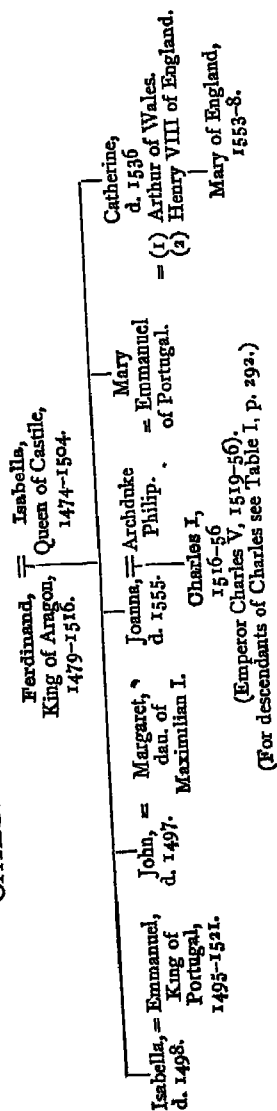 Ferdinand, = Isabella,
King of Aragon, Queen of Castile,
1479–1516. 1474–1504.
Isabella, = Emmanuel,
d. 1498. King of
Portugal,
1495–1521.
John, = Margaret,
d. 1497. dau. of
Maximilian I.
Joanna, = Archduke
d. 1555. Philip.
Charles I,
1516–56
(Emperor Charles V, 1519–56).
(For descendants of Charles see Table I, p. 292.)
Mary
= Emmanuel
of Portugal.
Catherine,
d. 1536
= (1) Arthur of Wales.
(2) Henry VIII of England.
Mary of England,
1553–8.